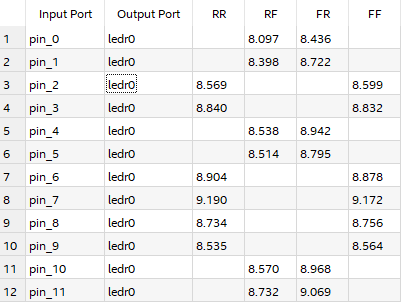 Input Port Output Port RR RF FR FF
1 pin_0 ledr0 8.097 8.436
2 pin_1 ledr0 8.398 8.722
3 pin_2 ledr0 8.569 8.599
4 pin_3 ledr0 8.840 8.832
5 pin_4 ledr0 8.538 8.942
6 pin_5 ledr0 8.514 8.795
7 pin_6 ledr0 8.904 8.878
8 pin_7 ledr0 9.190 9.172
9 pin_8 ledr0 8.734 8.756
10 pin_9 ledr0 8.535 8.564
11 pin_10 ledr0 8.570 8.968
12 pin_11 ledr0 8.732 9.069